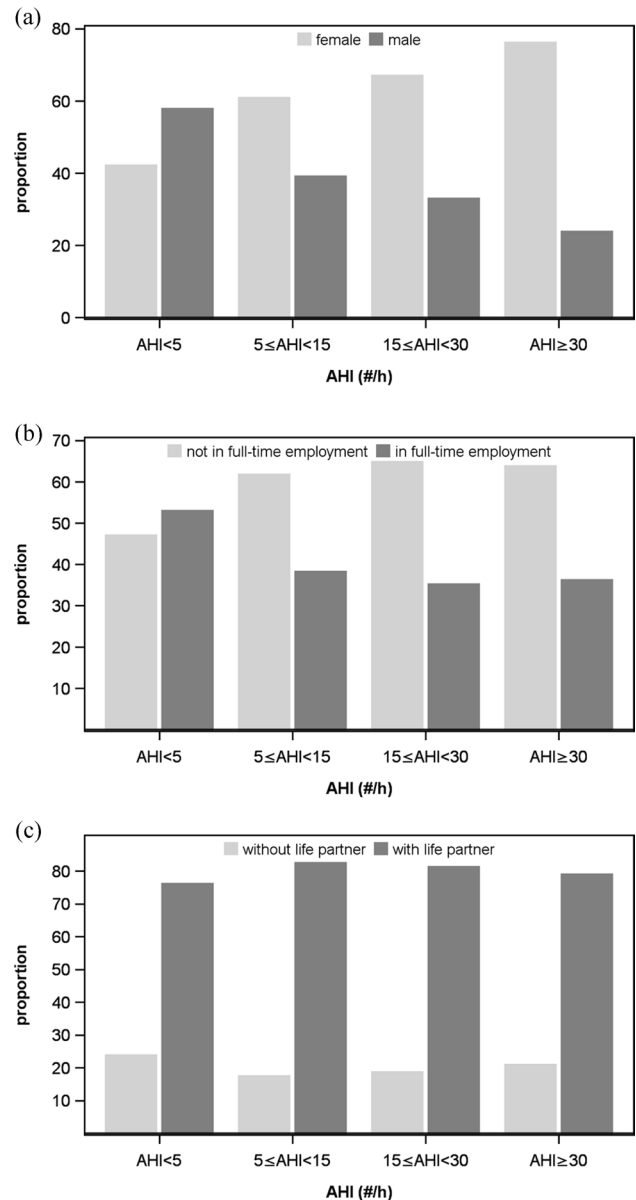 (a)
80
female male
60
40
20
0
proportion
AHI<5 5≤AHI<15 15≤AHI<30 AHI≥30
AHI (#/h)
(b)
70
not in full-time employment in full-time employment
60
50
40
30
20
10
proportion
AHI<5 5≤AHI<15 15≤AHI<30 AHI≥30
AHI (#/h)
(c)
without life partner with life partner
80
70
60
50
40
30
20
10
proportion
AHI<5 5≤AHI<15 15≤AHI<30 AHI≥30
AHI (#/h)